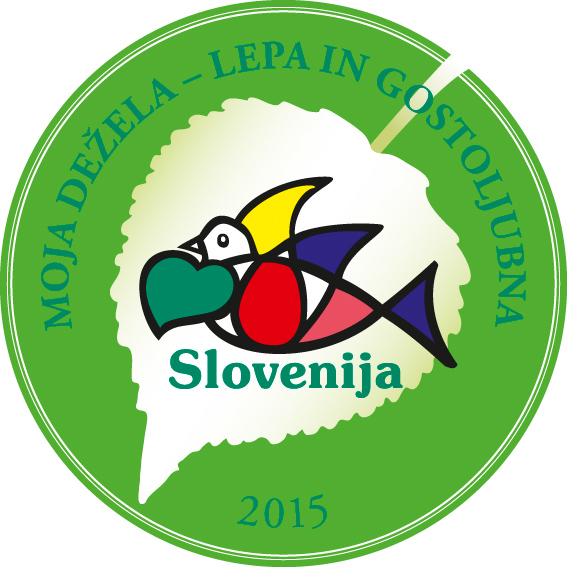 MOJA DEŽELA – LEPA IN GOSTOLJUBNA
Slovenija
2015